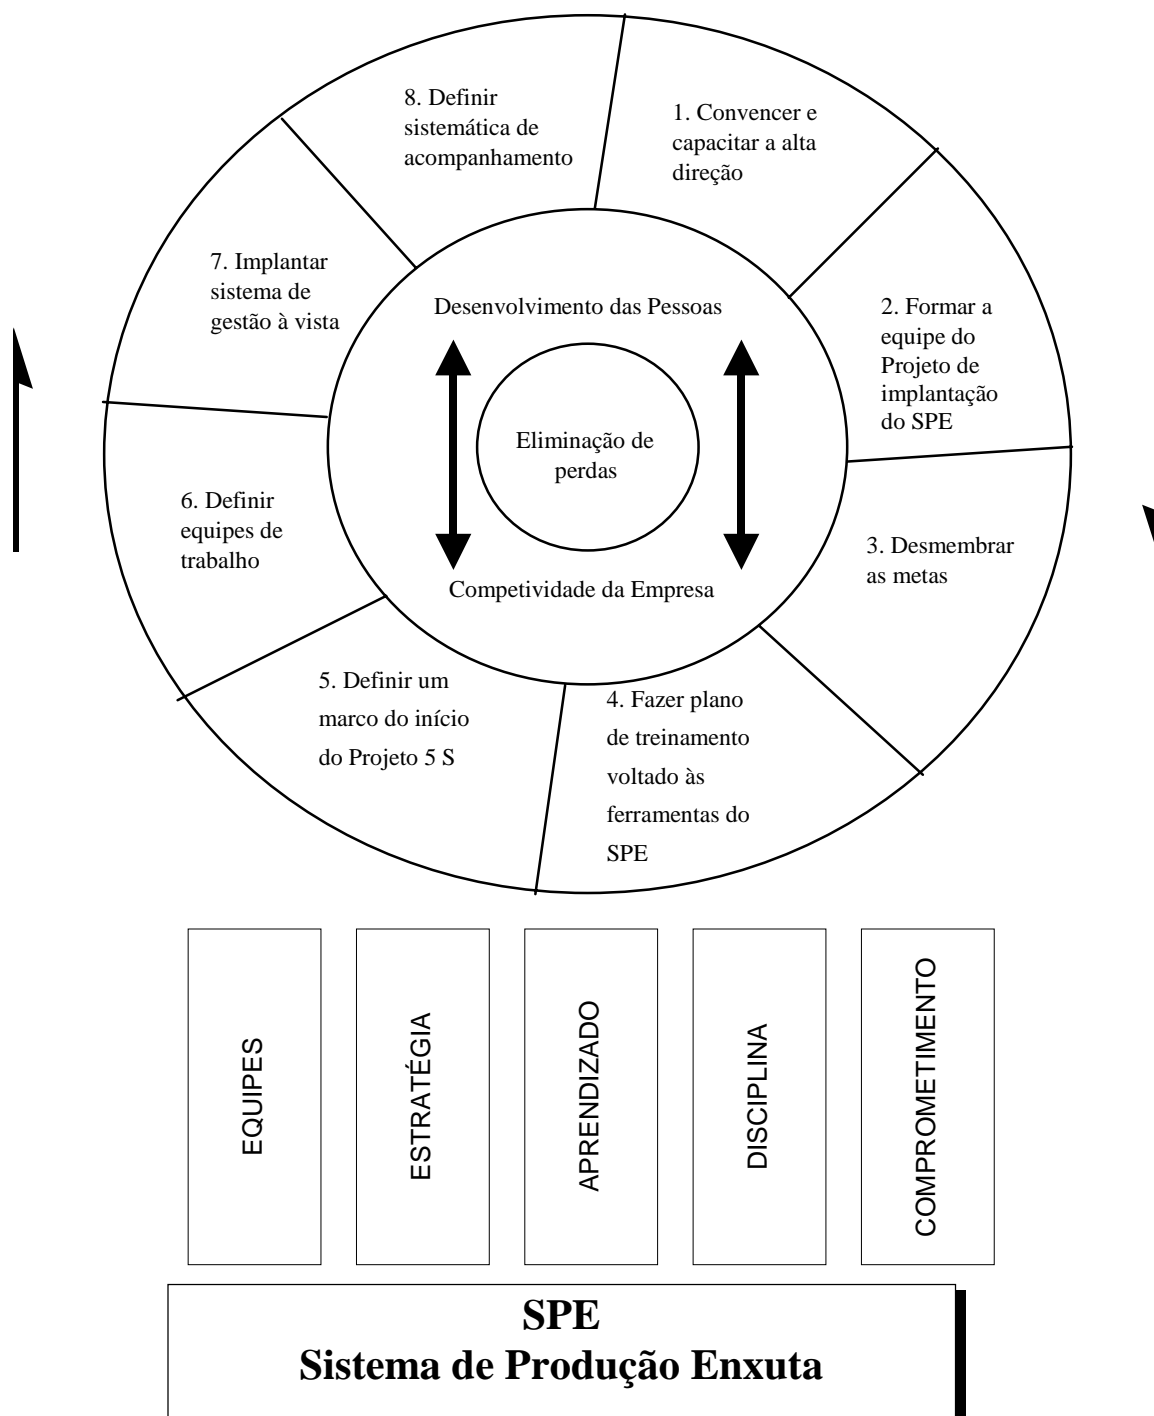 8. Definir
sistemática de
acompanhamento
1. Convencer e
capacitar a alta
direção
2. Formar a
equipe do
Projeto de
implantação
do SPE
3. Desmembrar
as metas
4. Fazer plano
de treinamento
voltado às
ferramentas do
SPE
5. Definir um
marco do início
do Projeto 5 S
6. Definir
equipes de
trabalho
7. Implantar
sistema de
gestão à vista
Desenvolvimento das Pessoas
Eliminação de
perdas
Competividade da Empresa
EQUIPES
ESTRATÉGIA
APRENDIZADO
DISCIPLINA
COMPROMETIMENTO
SPE
Sistema de Produção Enxuta